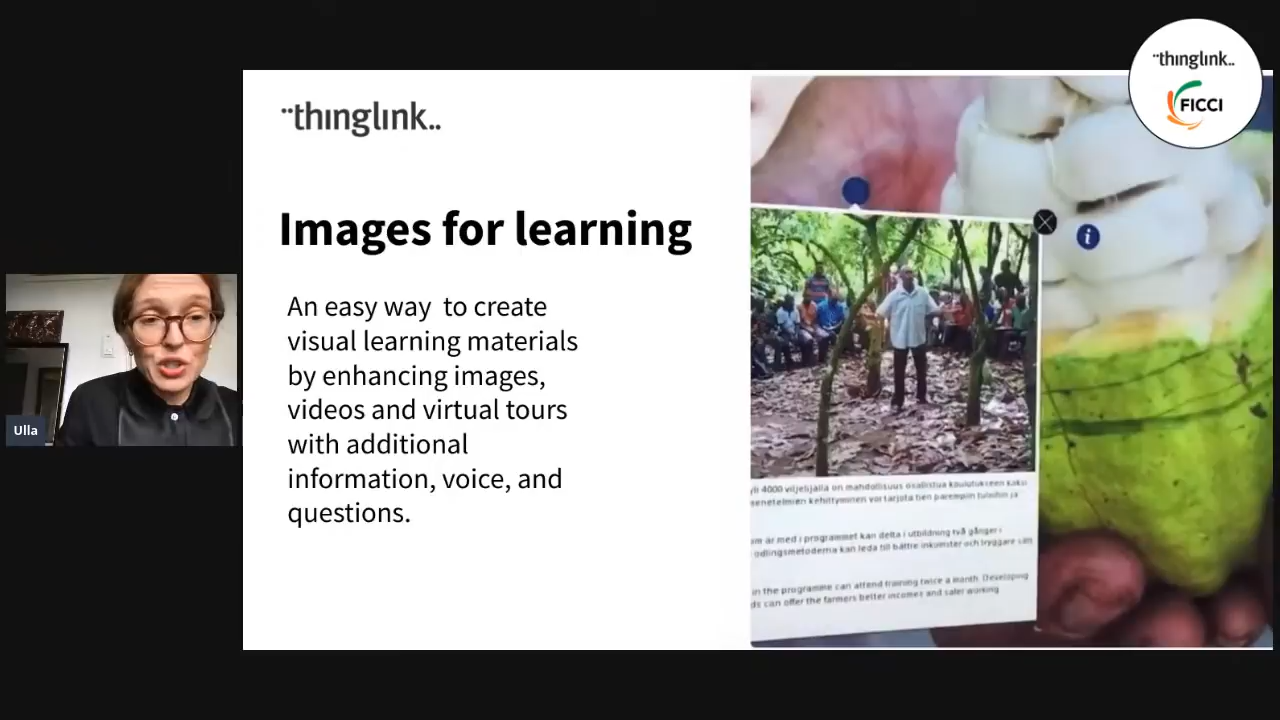 ¨thinglink..
FICCI
¨thinglink..
Images for learning
An easy way to create
visual learning materials
by enhancing images,
videos and virtual tours
with additional
information, voice, and
questions.
Ulla
i
yli 4000 viljelijällä on mahdollisuus osallistua koulutukseen kaksi
senetelmien kehittyminen voi tarjota tien parempiin tuloihin ja
om är med i programmet kan delta i utbildning två gånger i
odlingsmetoderna kan leda till bättre inkomster och tryggare
in the programme can attend training twice a month. Developing
ds can offer the farmers better incomes and safer working